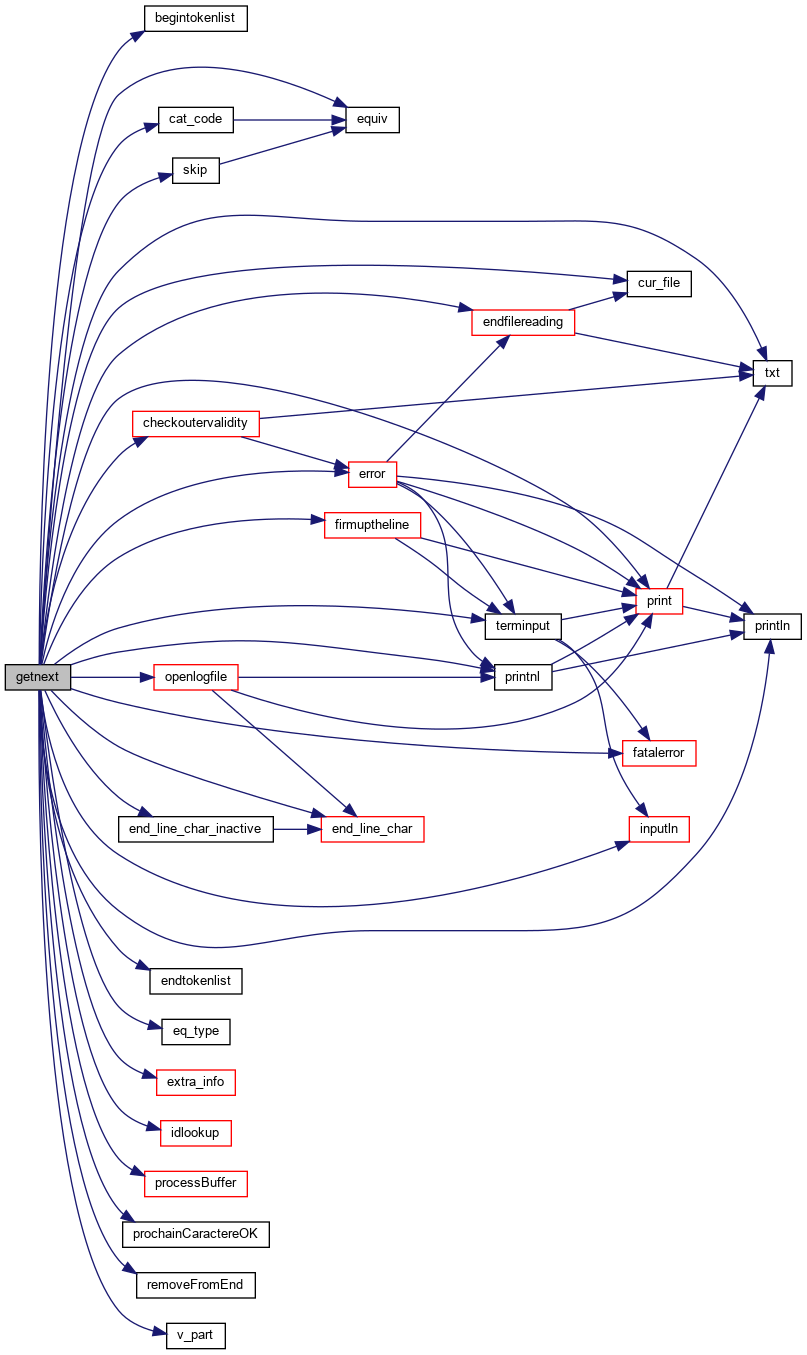 begintokenlist
equiv
cat_code
skip
cur_file
endfilereading
txt
checkoutervalidity
error
firmuptheline
print
terminput
println
getnext
openlogfile
printnl
fatalerror
end_line_char_inactive
end_line_char
inputln
endtokenlist
eq_type
extra_info
idlookup
processBuffer
prochainCaractereOK
removeFromEnd
v_part